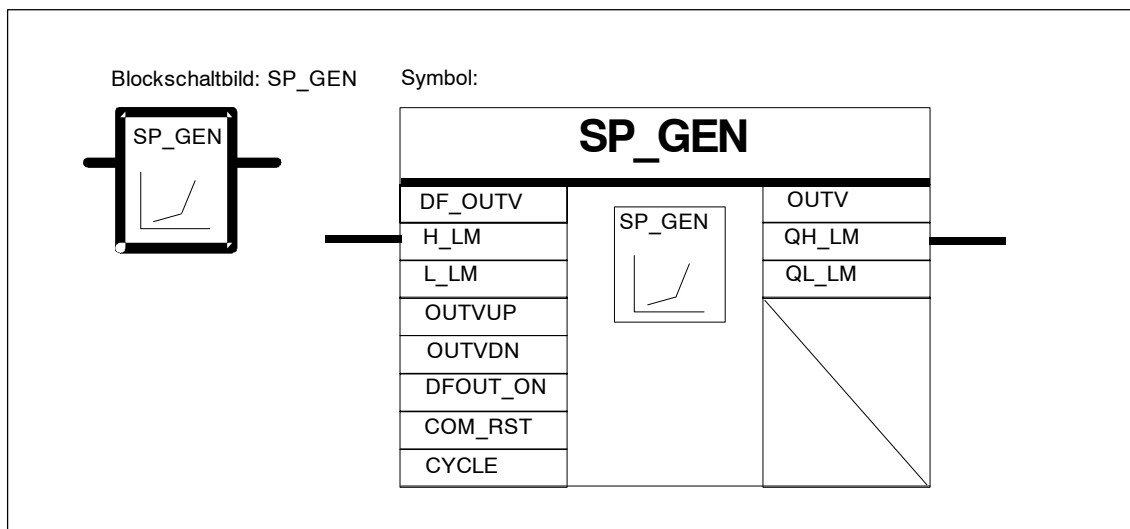 Blockschaltbild: SP_GEN Symbol:
SP_GEN
SP_GEN
DF_OUTV
OUTV
SP_GEN
H_LM
QH_LM
L_LM
QL_LM
OUTVUP
OUTVDN
DFOUT_ON
COM_RST
CYCLE